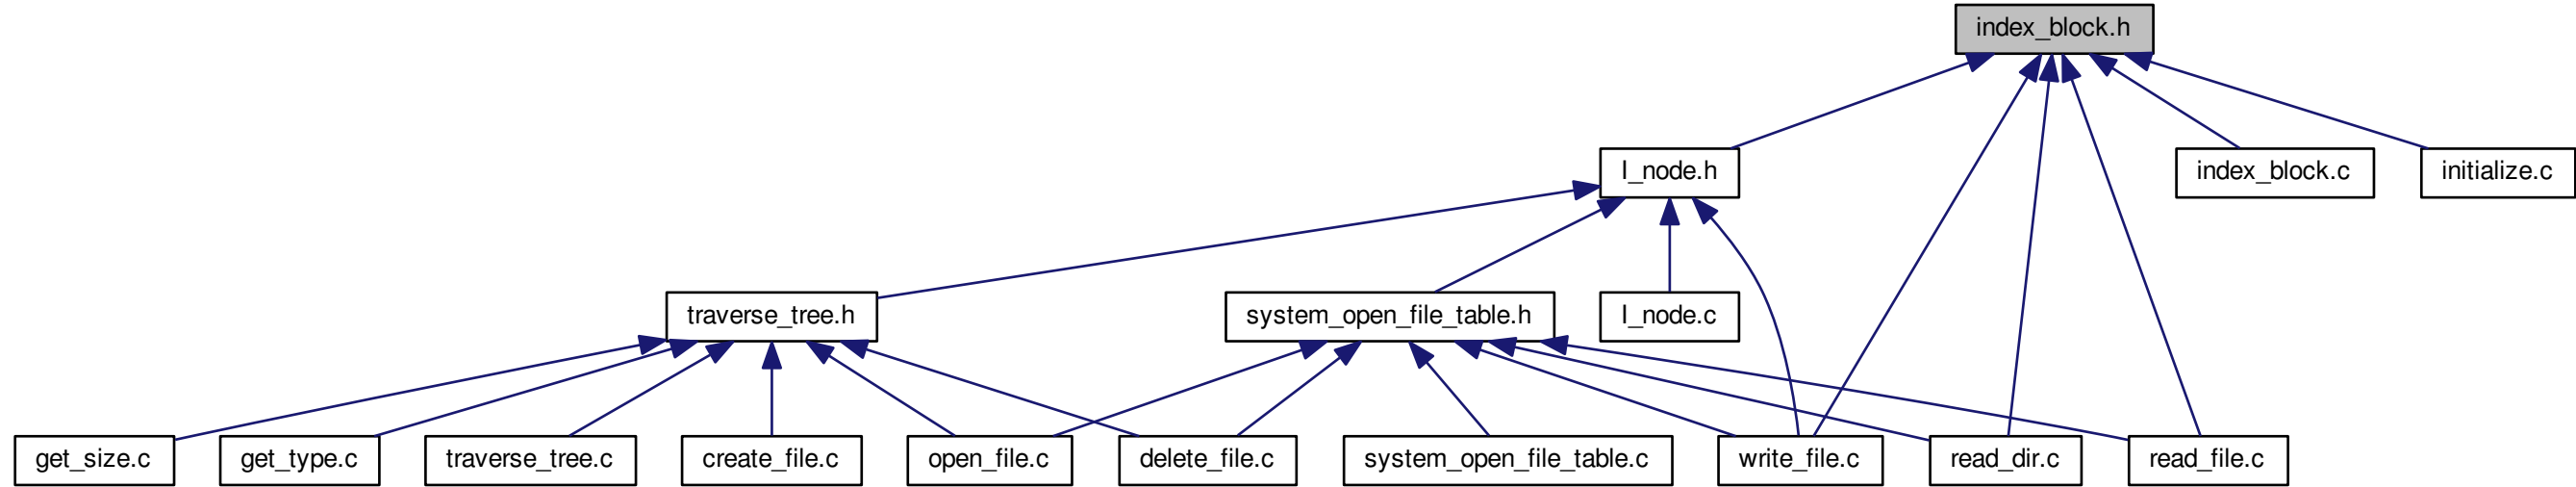 index_block.h
I_node.h
index_block.c
initialize.c
traverse_tree.h
system_open_file_table.h
I_node.c
get_size.c
get_type.c
traverse_tree.c
create_file.c
open_file.c
delete_file.c
system_open_file_table.c
write_file.c
read_dir.c
read_file.c